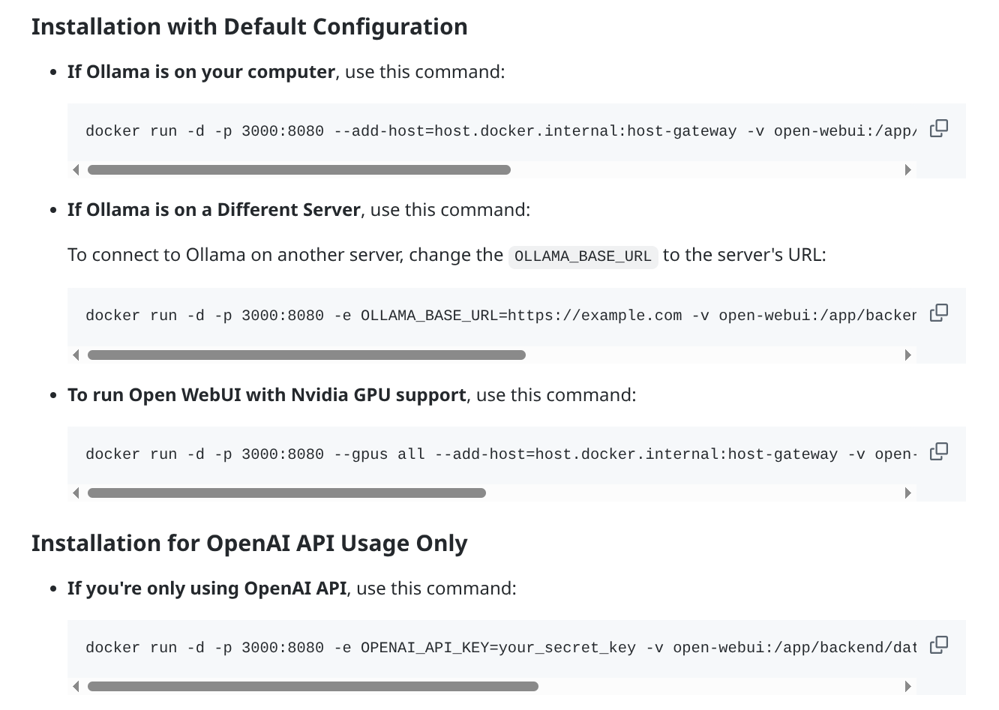 Installation with Default Configuration
If Ollama is on your computer, use this command:
docker run -d -p 3000:8080 --add-host=host.docker.internal:host-gateway -v open-webui:/app/
If Ollama is on a Different Server, use this command:
To connect to Ollama on another server, change the OLLAMA_BASE_URL to the server's URL:
docker run -d -p 3000:8080 -e OLLAMA_BASE_URL=https://example.com -v open-webui:/app/backen
To run Open WebUI with Nvidia GPU support, use this command:
docker run -d -p 3000:8080 --gpus all --add-host=host.docker.internal:host-gateway -v open-
Installation for OpenAI API Usage Only
If you're only using OpenAI API, use this command:
docker run -d -p 3000:8080 -e OPENAI_API_KEY=your_secret_key -v open-webui:/app/backend/dat